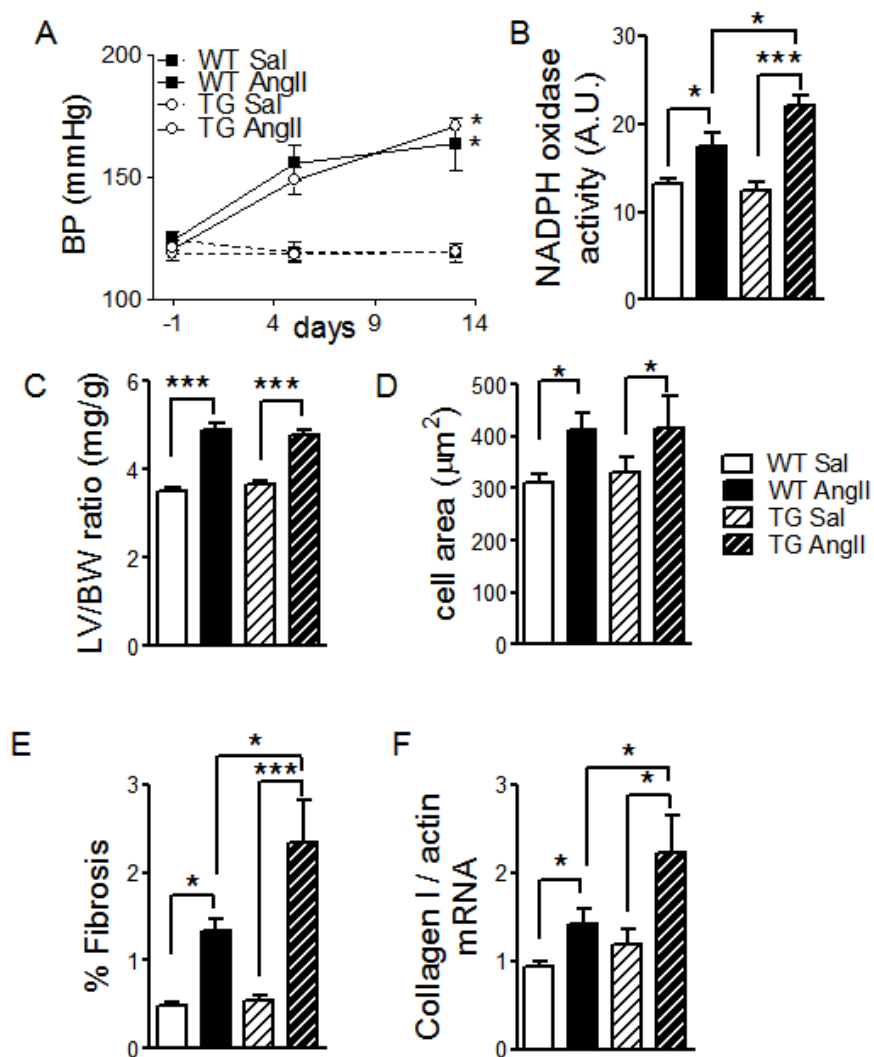 A
200
150
100
BP (mmHg)
WT Sal
WT AngII
TG Sal
TG AngII
*
*
-1
4
9
14
days
B
30
20
10
0
NADPH oxidase
activity (A.U.)
*
***
*
C
6
4
2
0
LV/BW ratio (mg/g)
***
***
D
500
400
300
200
100
0
cell area (μm²)
*
*
WT Sal
WT AngII
TG Sal
TG AngII
E
3
2
1
0
% Fibrosis
*
***
*
F
3
2
1
0
Collagen I / actin
mRNA
*
*
*